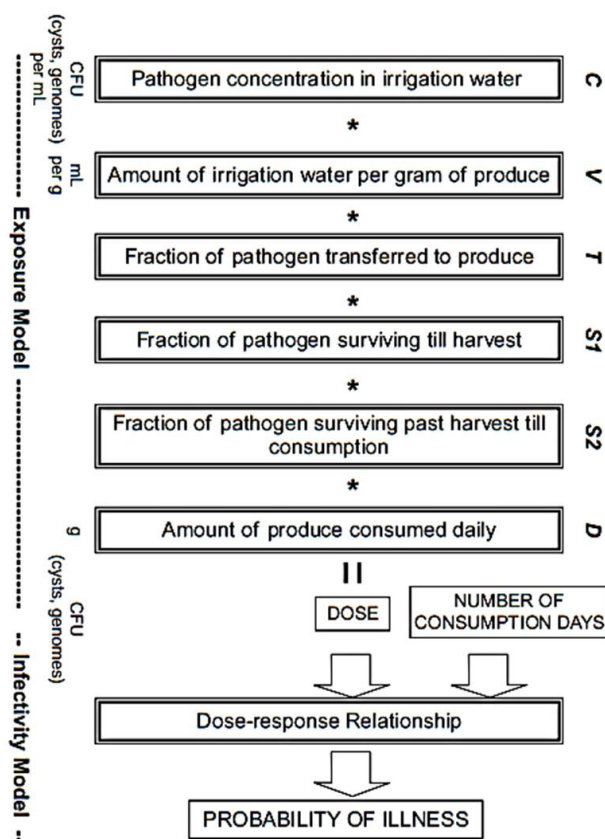 CFU
(cysts, genomes)
per mL
Pathogen concentration in irrigation water
C
*
mL
per g
Amount of irrigation water per gram of produce
V
*
Fraction of pathogen transferred to produce
T
*
Fraction of pathogen surviving till harvest
S1
*
Fraction of pathogen surviving past harvest till
consumption
S2
*
g
Amount of produce consumed daily
D
=
CFU
(cysts, genomes)
DOSE
NUMBER OF
CONSUMPTION DAYS
Dose-response Relationship
PROBABILITY OF ILLNESS
Exposure Model
Infectivity Model